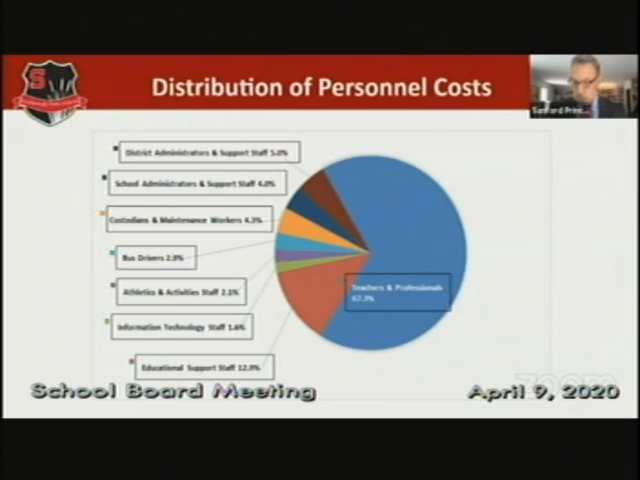 S
Distribution of Personnel Costs
District Administrators & Support Staff 5.0%
School Administrators & Support Staff 4.0%
Custodians & Maintenance Workers 4.3%
Bus Drivers 2.9%
Athletics & Activities Staff 2.1%
Information Technology Staff 1.6%
Educational Support Staff 12.9%
Teachers & Professionals
67.3%
School Board Meeting
April 9, 2020
zoom